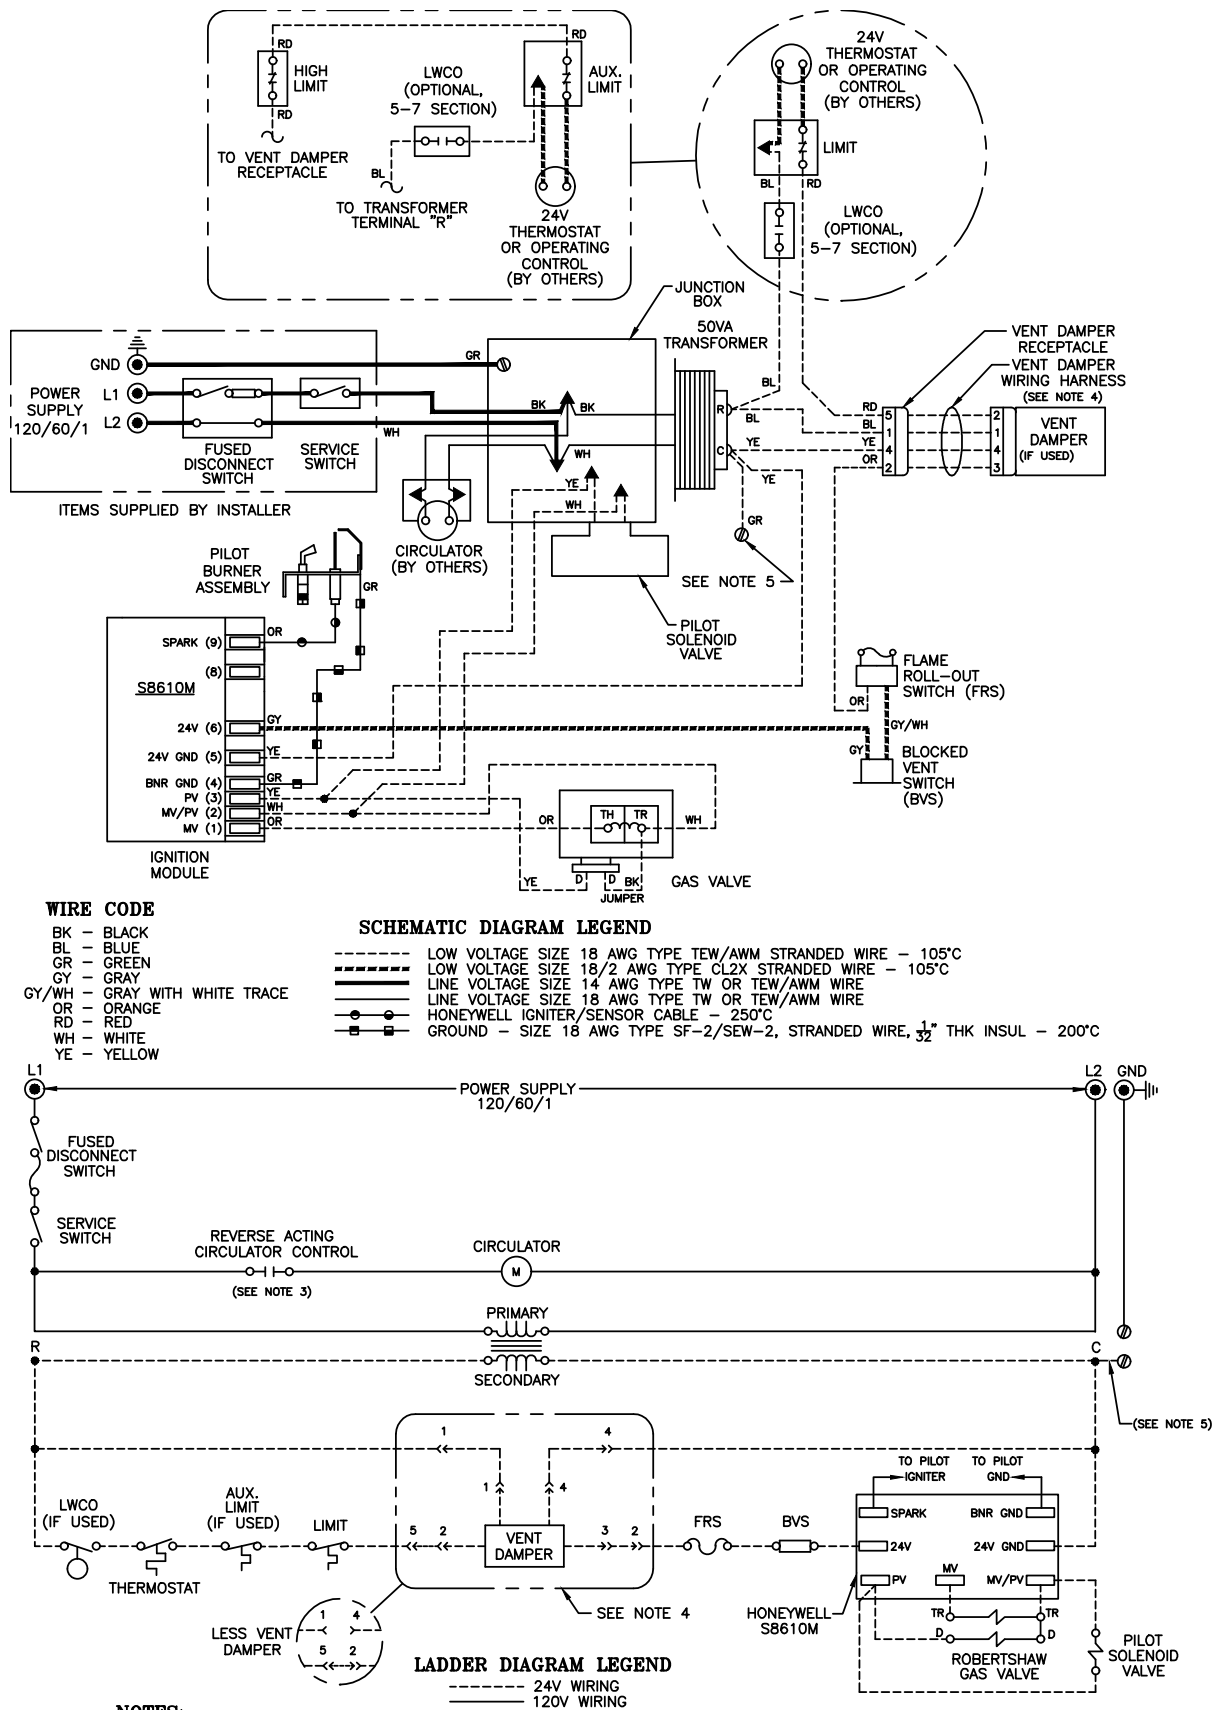 RD
HIGH
LIMIT
RD
TO VENT DAMPER
RECEPTACLE
LWCO
(OPTIONAL,
5-7 SECTION)
BL
TO TRANSFORMER
TERMINAL "R"
RD
AUX.
LIMIT
24V
THERMOSTAT
OR OPERATING
CONTROL
(BY OTHERS)
24V
THERMOSTAT
OR OPERATING
CONTROL
(BY OTHERS)
LIMIT
BL
RD
LWCO
(OPTIONAL,
5-7 SECTION)
JUNCTION
BOX
50VA
TRANSFORMER
GND
L1
L2
POWER
SUPPLY
120/60/1
FUSED
DISCONNECT
SWITCH
SERVICE
SWITCH
ITEMS SUPPLIED BY INSTALLER
GR
BK
BK
WH
WH
YE
WH
CIRCULATOR
(BY OTHERS)
R
C
BL
BL
YE
YE
GR
SEE NOTE 5
PILOT
SOLENOID
VALVE
VENT DAMPER
RECEPTACLE
VENT DAMPER
WIRING HARNESS
(SEE NOTE 4)
RD 5 2
BL 1 1
YE 4 4
OR 2 3
VENT
DAMPER
(IF USED)
PILOT
BURNER
ASSEMBLY
GR
SPARK (9)
OR
(8)
S8610M
24V (6)
GY
24V GND (5)
YE
BNR GND (4)
GR
PV (3)
YE
MV/PV (2)
WH
MV (1)
OR
IGNITION
MODULE
FLAME
ROLL-OUT
SWITCH (FRS)
OR
GY/WH
GY
BLOCKED
VENT
SWITCH
(BVS)
OR
TH TR
WH
YE
D
D
BK
JUMPER
GAS VALVE
WIRE CODE
BK - BLACK
BL - BLUE
GR - GREEN
GY - GRAY
GY/WH - GRAY WITH WHITE TRACE
OR - ORANGE
RD - RED
WH - WHITE
YE - YELLOW
SCHEMATIC DIAGRAM LEGEND
LOW VOLTAGE SIZE 18 AWG TYPE TEW/AWM STRANDED WIRE - 105°C
LOW VOLTAGE SIZE 18/2 AWG TYPE CL2X STRANDED WIRE - 105°C
LINE VOLTAGE SIZE 14 AWG TYPE TW OR TEW/AWM WIRE
LINE VOLTAGE SIZE 18 AWG TYPE TW OR TEW/AWM WIRE
HONEYWELL IGNITER/SENSOR CABLE - 250°C
GROUND - SIZE 18 AWG TYPE SF-2/SEW-2, STRANDED WIRE, 1/32" THK INSUL - 200°C
L1
POWER SUPPLY
120/60/1
L2
GND
FUSED
DISCONNECT
SWITCH
SERVICE
SWITCH
REVERSE ACTING
CIRCULATOR CONTROL
(SEE NOTE 3)
CIRCULATOR
M
PRIMARY
R
C
SECONDARY
(SEE NOTE 5)
1
4
1
4
LWCO
(IF USED)
THERMOSTAT
AUX.
LIMIT
(IF USED)
LIMIT
5 2
VENT
DAMPER
3 2
FRS
BVS
TO PILOT
IGNITER
TO PILOT
GND
SPARK
BNR GND
24V
24V GND
PV
MV
MV/PV
HONEYWELL
S8610M
TR
TR
D
D
ROBERTSHAW
GAS VALVE
PILOT
SOLENOID
VALVE
SEE NOTE 4
LESS VENT
DAMPER
1 4
5 2
LADDER DIAGRAM LEGEND
24V WIRING
120V WIRING
NOTES: